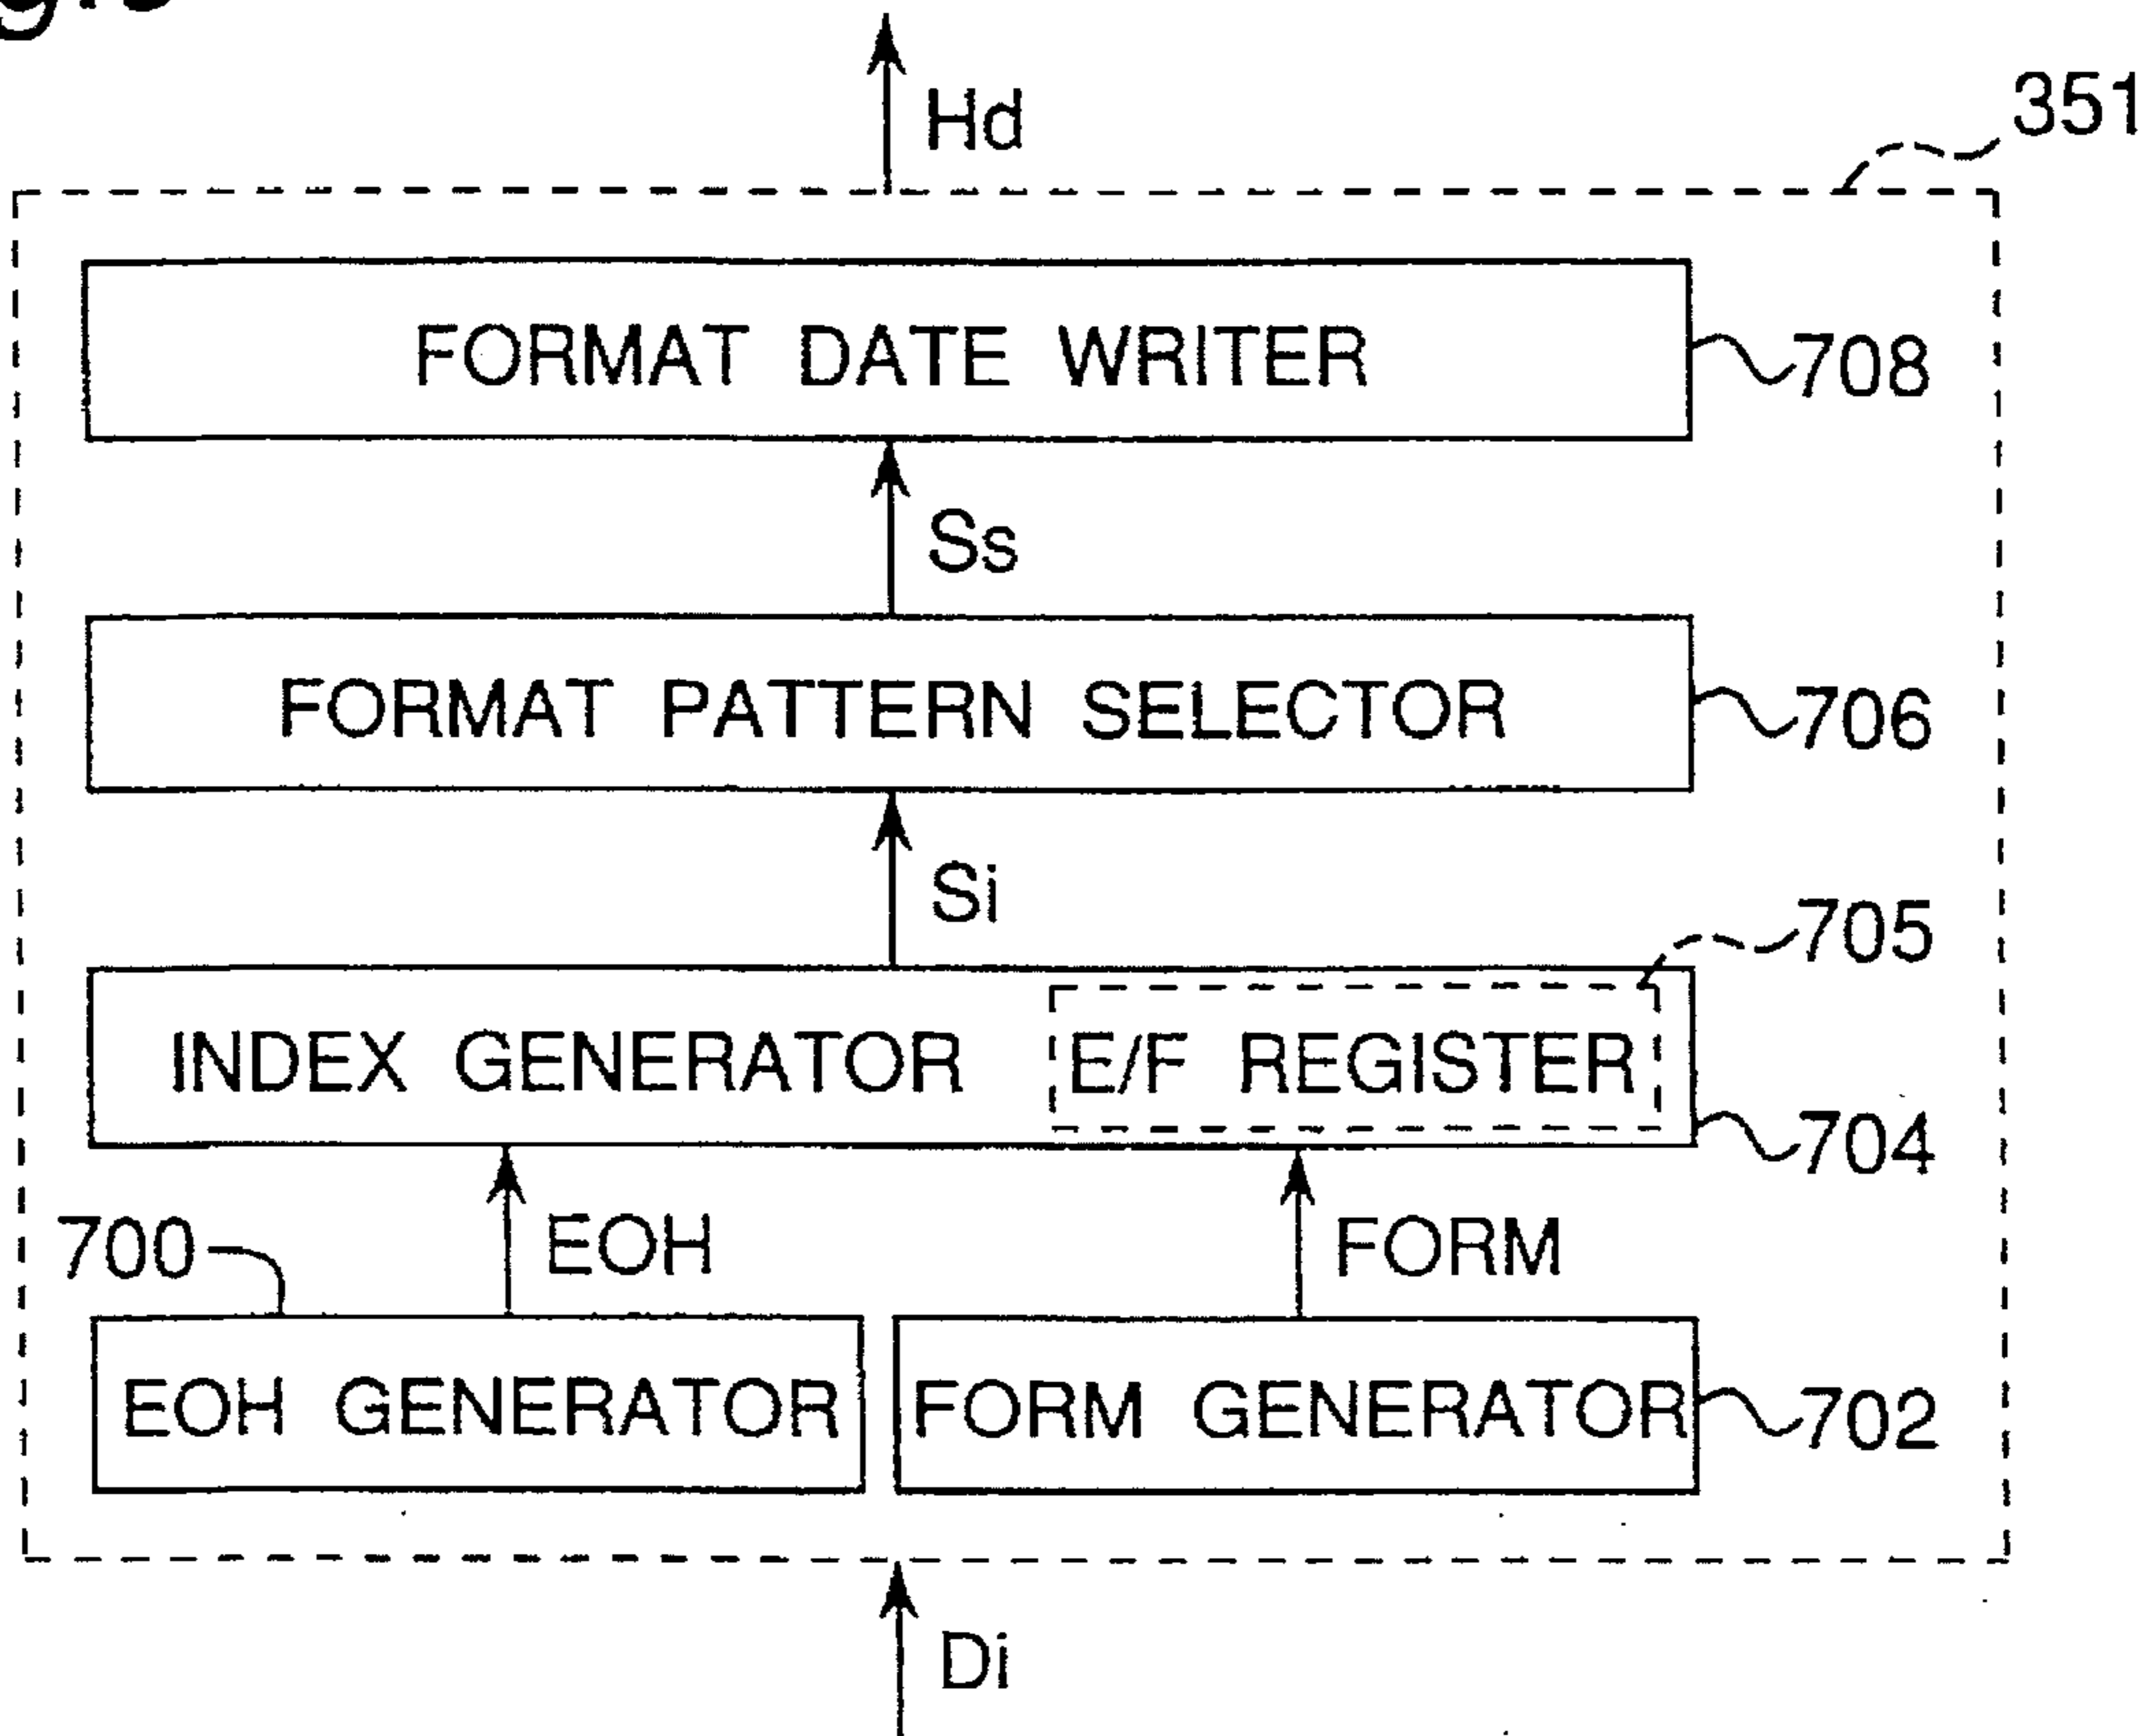 Hd
351
FORMAT DATE WRITER
708
Ss
FORMAT PATTERN SELECTOR
706
Si
705
INDEX GENERATOR
E/F REGISTER
704
700
EOH
FORM
EOH GENERATOR
FORM GENERATOR
702
Di